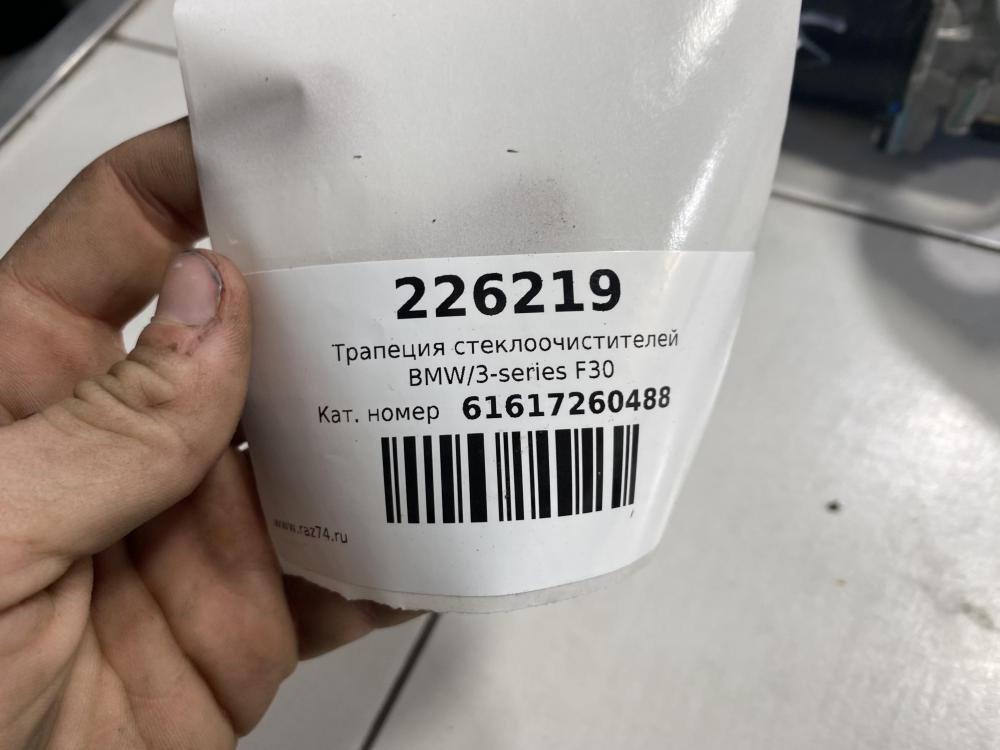 226219
Трапеция стеклоочистителей
BMW/3-series F30
Кат. номер 61617260488
www.raz74.ru